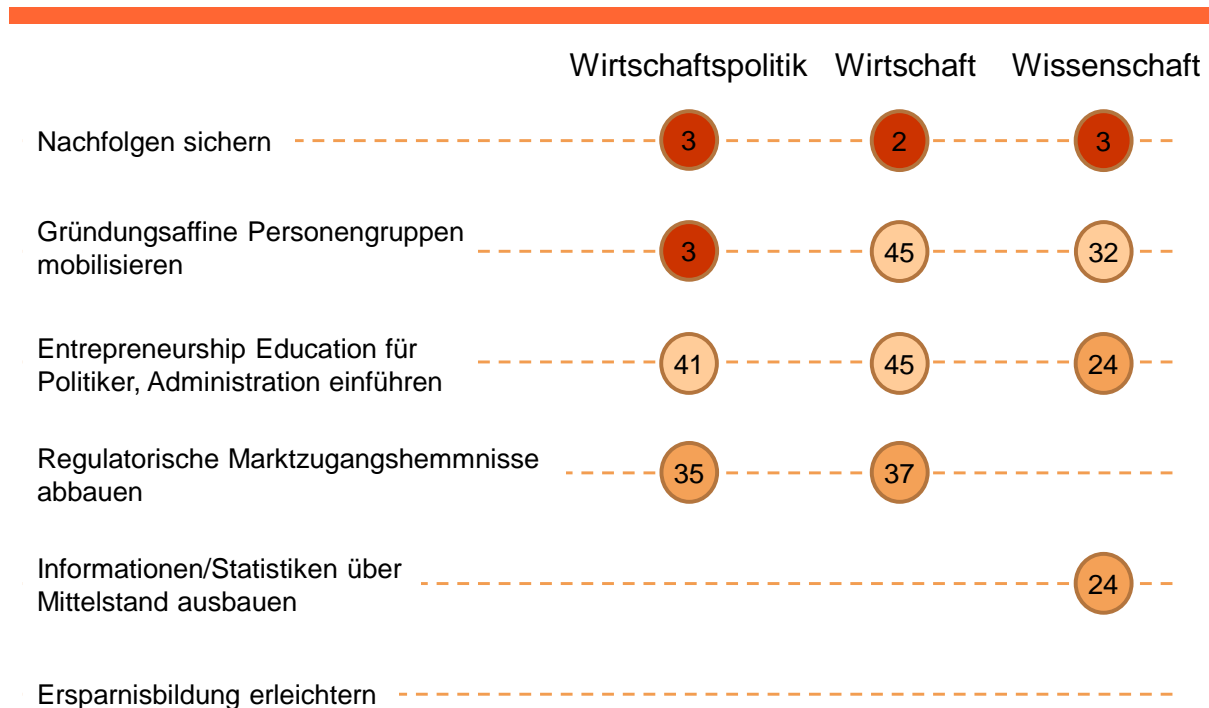 Wirtschaftspolitik Wirtschaft Wissenschaft
Nachfolgen sichern 3 2 3
Gründungsaffine Personengruppen
mobilisieren 3 45 32
Entrepreneurship Education für
Politiker, Administration einführen 41 45 24
Regulatorische Marktzugangshemmnisse
abbauen 35 37
Informationen/Statistiken über
Mittelstand ausbauen 24
Ersparnisbildung erleichtern